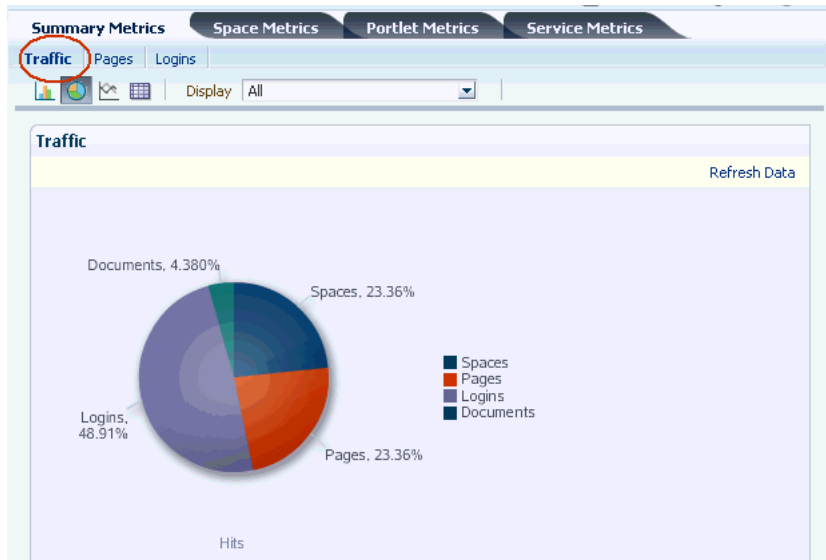 Summary Metrics Space Metrics Portlet Metrics Service Metrics
Traffic Pages Logins
Display All
Traffic
Refresh Data
Documents, 4.380%
Spaces, 23.36%
Spaces
Pages
Logins
Documents
Logins,
48.91%
Pages, 23.36%
Hits